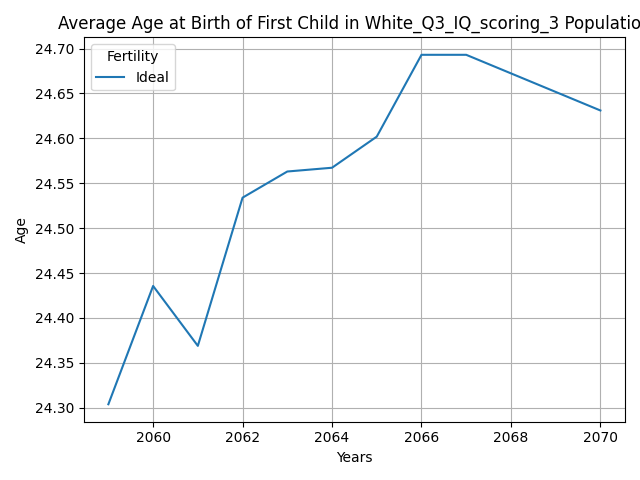 Average Age at Birth of First Child in White_Q3_IQ_scoring_3 Populatio
Fertility
Ideal
24.70
24.65
24.60
24.55
24.50
24.45
24.40
24.35
24.30
Age
2060 2062 2064 2066 2068 2070
Years